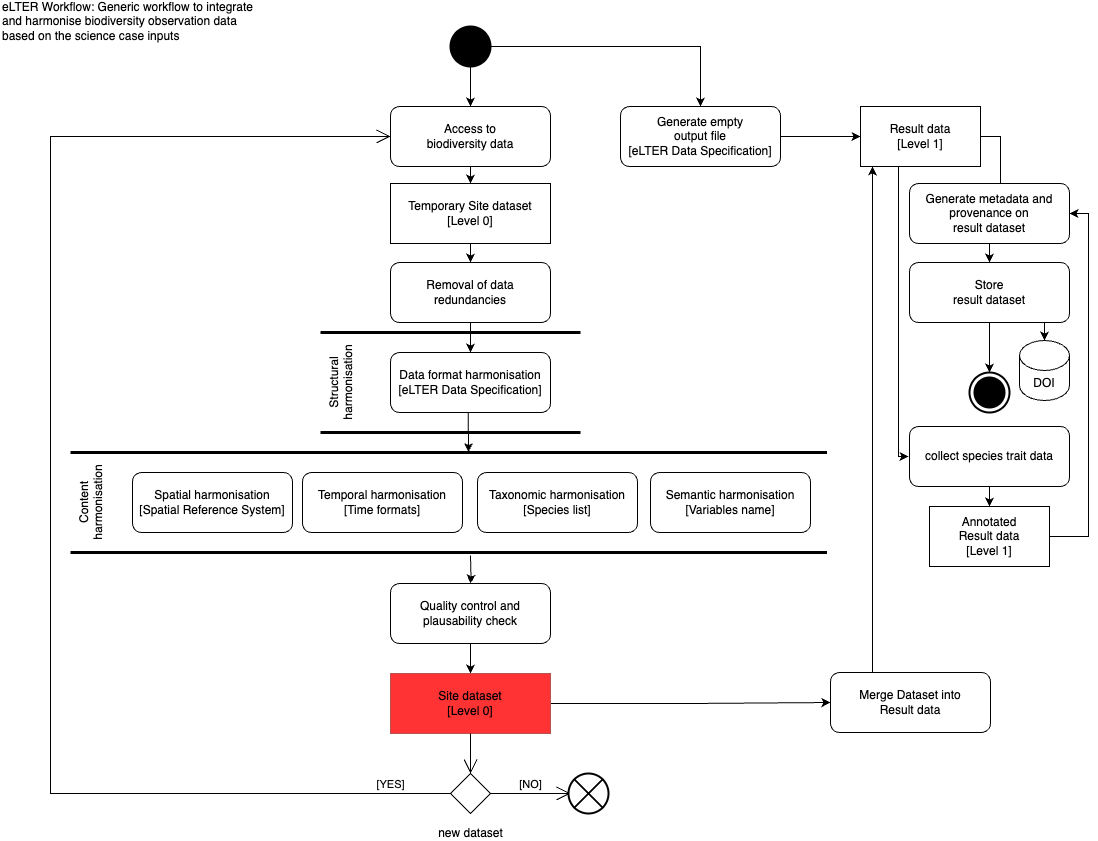 eLTER Workflow: Generic workflow to integrate
and harmonise biodiversity observation data
based on the science case inputs
Access to
biodiversity data
Generate empty
output file
[eLTER Data Specification]
Result data
[Level 1]
Temporary Site dataset
[Level 0]
Generate metadata and
provenance on
result dataset
Removal of data
redundancies
Store
result dataset
Structural
harmonisation
Data format harmonisation
[eLTER Data Specification]
DOI
collect species trait data
Content
harmonisation
Spatial harmonisation
[Spatial Reference System]
Temporal harmonisation
[Time formats]
Taxonomic harmonisation
[Species list]
Semantic harmonisation
[Variables name]
Annotated
Result data
[Level 1]
Quality control and
plausability check
Site dataset
[Level 0]
Merge Dataset into
Result data
[YES]
[NO]
new dataset